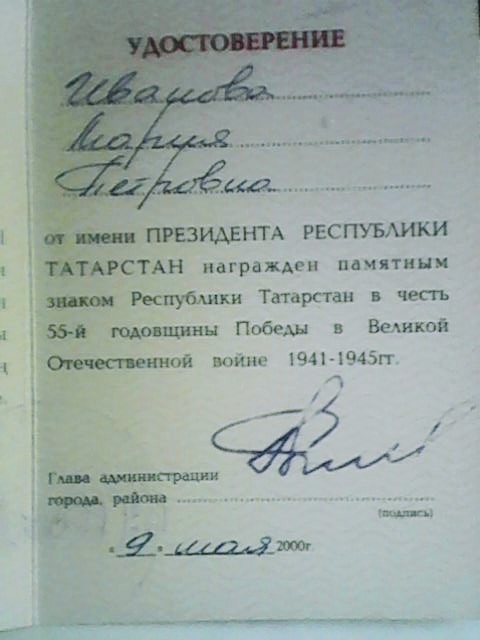 УДОСТОВЕРЕНИЕ
Иванова
Мария
Петровна
от имени ПРЕЗИДЕНТА РЕСПУБЛИКИ
ТАТАРСТАН награжден памятным
знаком Республики Татарстан в честь
55-й годовщины Победы в Великой
Отечественной войне 1941-1945гг.
Глава администрации
города, района
(подпись)
« 9 » мая 2000г.